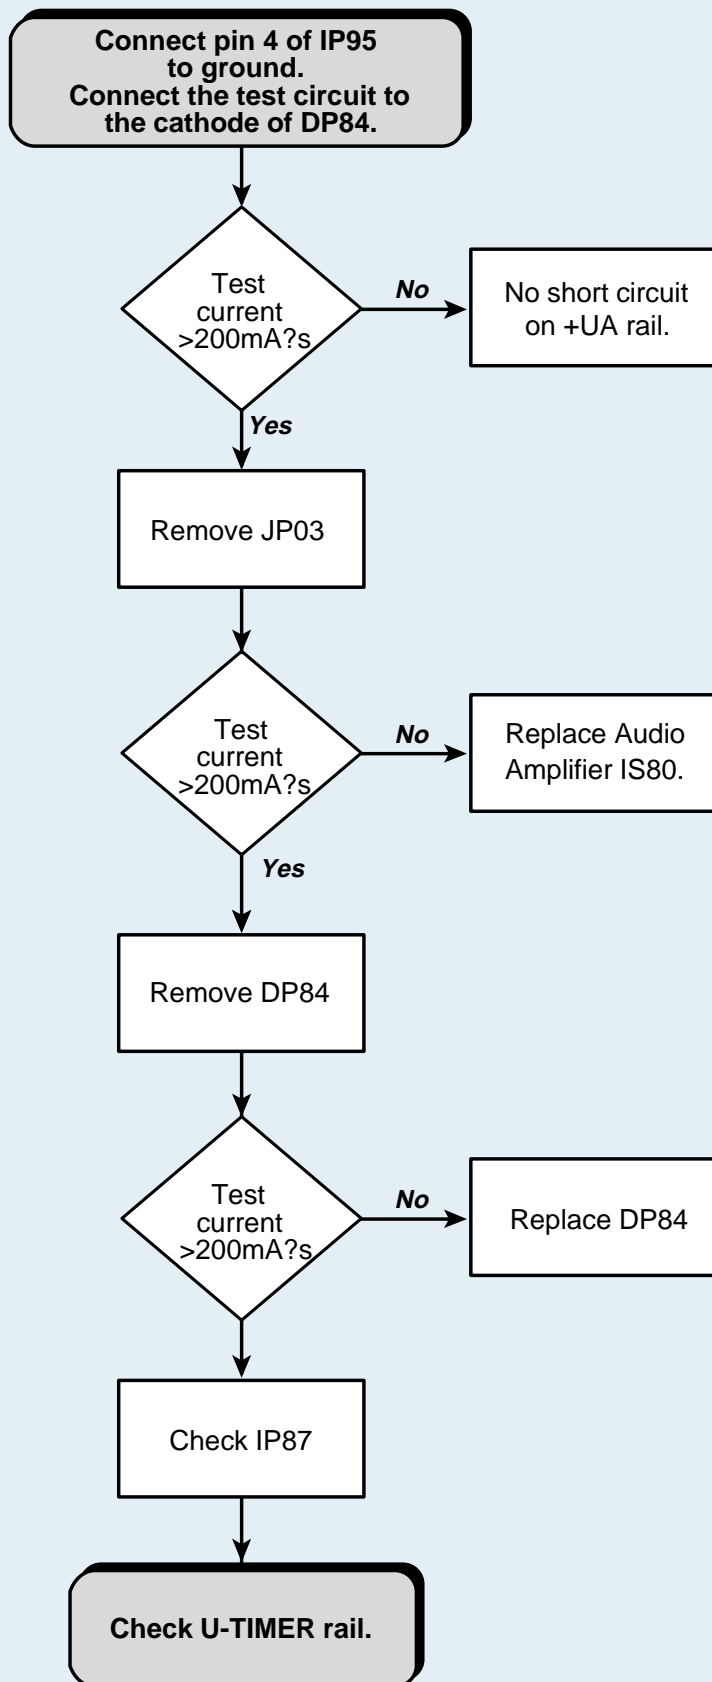 Connect pin 4 of IP95
to ground.
Connect the test circuit to
the cathode of DP84.
Test
current
>200mA?s
No
No short circuit
on +UA rail.
Yes
Remove JP03
Test
current
>200mA?s
No
Replace Audio
Amplifier IS80.
Yes
Remove DP84
Test
current
>200mA?s
No
Replace DP84
Check IP87
Check U-TIMER rail.